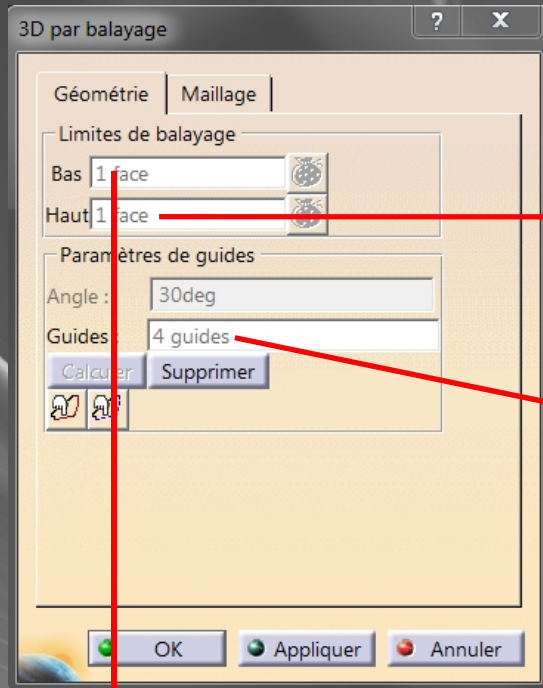 3D par balayage ? X
Géométrie Maillage
Limites de balayage
Bas 1 face
Haut 1 face
Paramètres de guides
Angle : 30deg
Guides : 4 guides
Calculer Supprimer
OK Appliquer Annuler